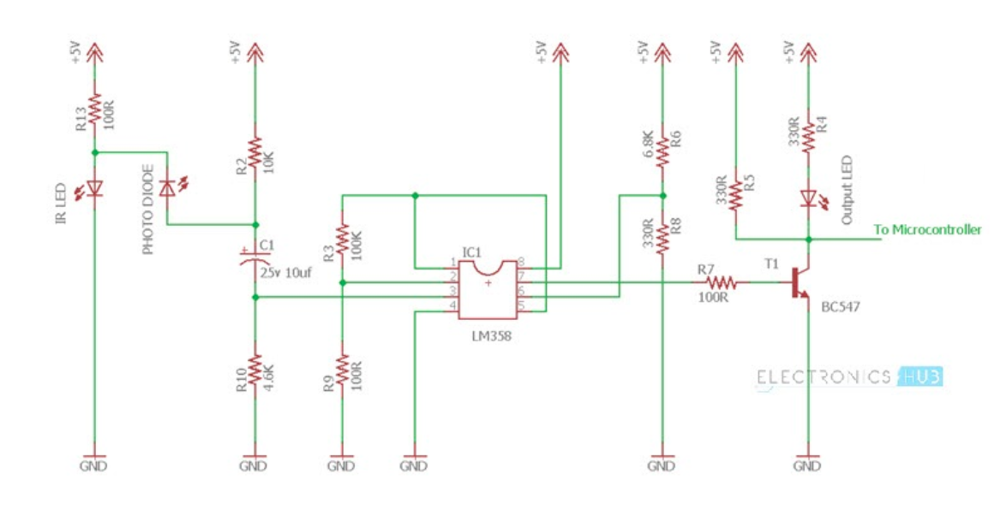 +5V
+5V
+5V
+5V
+5V
+5V
R13
100R
R2
10K
6.8K
R6
330R
R4
IR LED
PHOTO DIODE
330R
R5
Output LED
R3
100K
330R
R8
To Microcontroller
C1
+
25v 10uf
IC1
1
2
3
4
8
7
6
5
+
LM358
R7
100R
T1
BC547
R10
4.6K
R9
100R
ELECTRONICS HUB
GND
GND
GND
GND
GND
GND